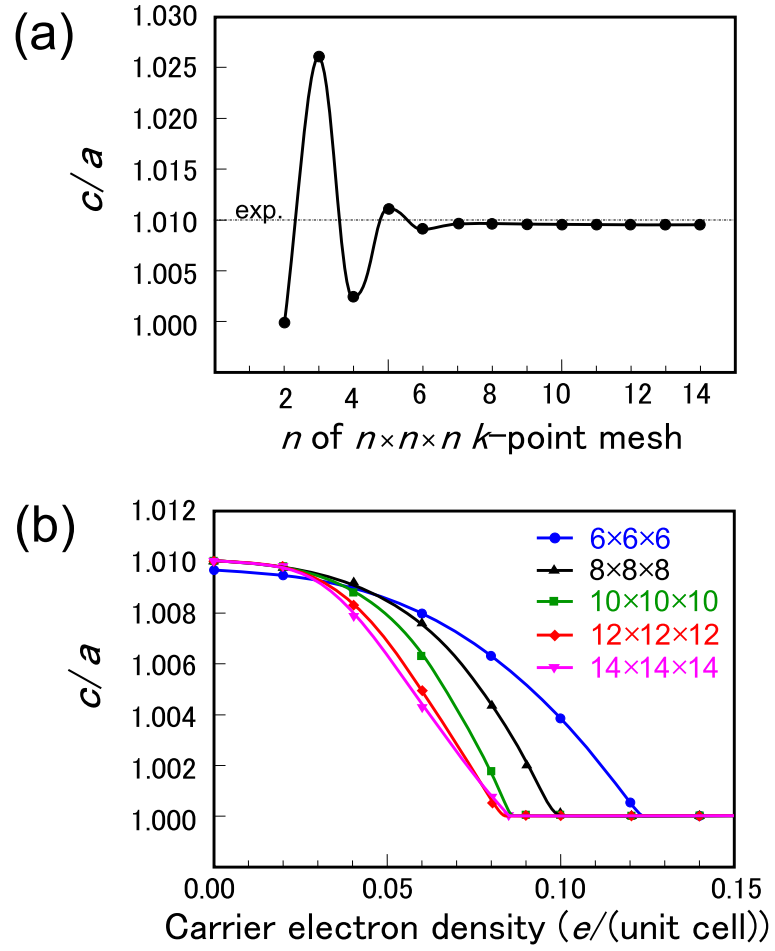 (a)
1.030
1.025
1.020
1.015
1.010
1.005
1.000
c/a
exp.
2 4 6 8 10 12 14
n of n×n×n k-point mesh
(b)
1.012
1.010
1.008
1.006
1.004
1.002
1.000
c/a
6×6×6
8×8×8
10×10×10
12×12×12
14×14×14
0.00 0.05 0.10 0.15
Carrier electron density (e/(unit cell))